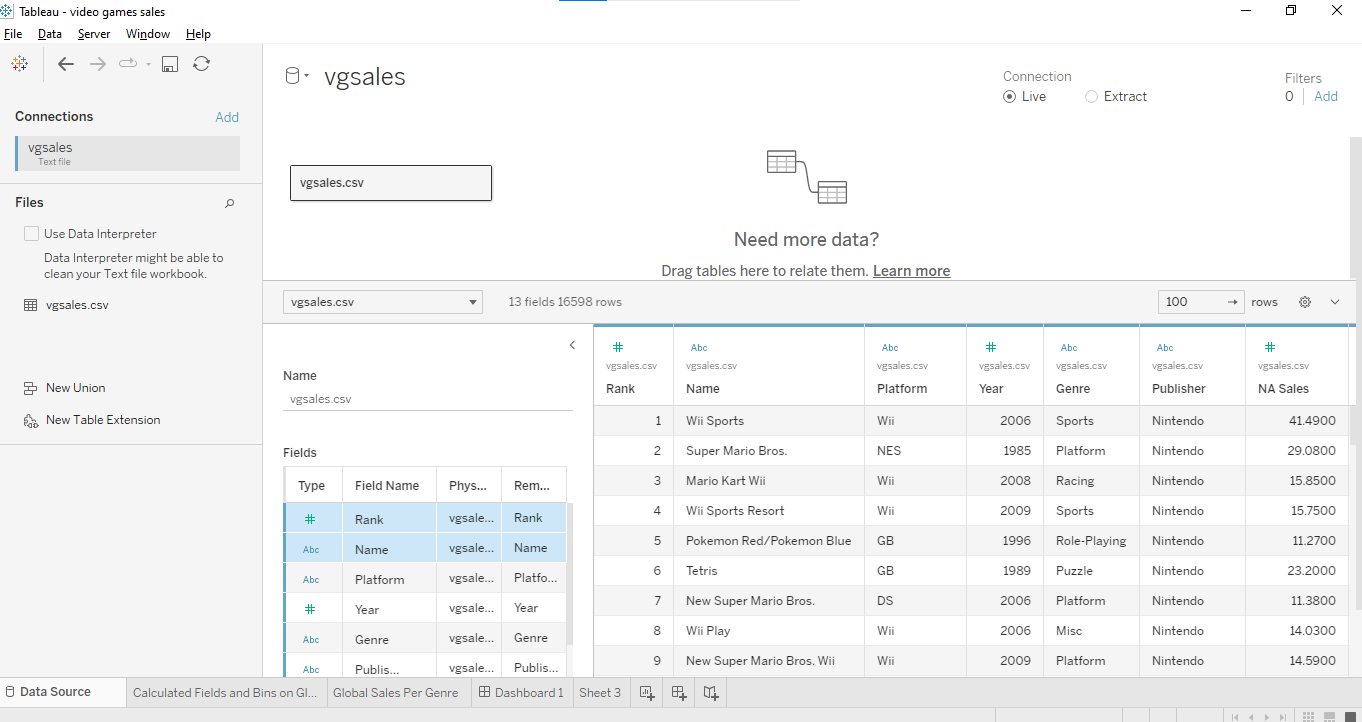 Tableau - video games sales
File Data Server Window Help
Connections Add
vgsales
Text file
Files
Use Data Interpreter
Data Interpreter might be able to
clean your Text file workbook.
vgsales.csv
New Union
New Table Extension
vgsales
Connection
Live Extract
Filters
0 Add
vgsales.csv
Need more data?
Drag tables here to relate them. Learn more
vgsales.csv 13 fields 16598 rows 100 rows
Name
vgsales.csv
Fields
Type Field Name Phys... Rem...
# Rank vgsale... Rank
Abc Name vgsale... Name
Abc Platform vgsale... Platfo...
# Year vgsale... Year
Abc Genre vgsale... Genre
Abc Publis... vgsale... Publis...
# Abc Abc # Abc Abc #
vgsales.csv vgsales.csv vgsales.csv vgsales.csv vgsales.csv vgsales.csv vgsales.csv
Rank Name Platform Year Genre Publisher NA Sales
1 Wii Sports Wii 2006 Sports Nintendo 41.4900
2 Super Mario Bros. NES 1985 Platform Nintendo 29.0800
3 Mario Kart Wii Wii 2008 Racing Nintendo 15.8500
4 Wii Sports Resort Wii 2009 Sports Nintendo 15.7500
5 Pokemon Red/Pokemon Blue GB 1996 Role-Playing Nintendo 11.2700
6 Tetris GB 1989 Puzzle Nintendo 23.2000
7 New Super Mario Bros. DS 2006 Platform Nintendo 11.3800
8 Wii Play Wii 2006 Misc Nintendo 14.0300
9 New Super Mario Bros. Wii Wii 2009 Platform Nintendo 14.5900
Data Source Calculated Fields and Bins on Gl... Global Sales Per Genre Dashboard 1 Sheet 3